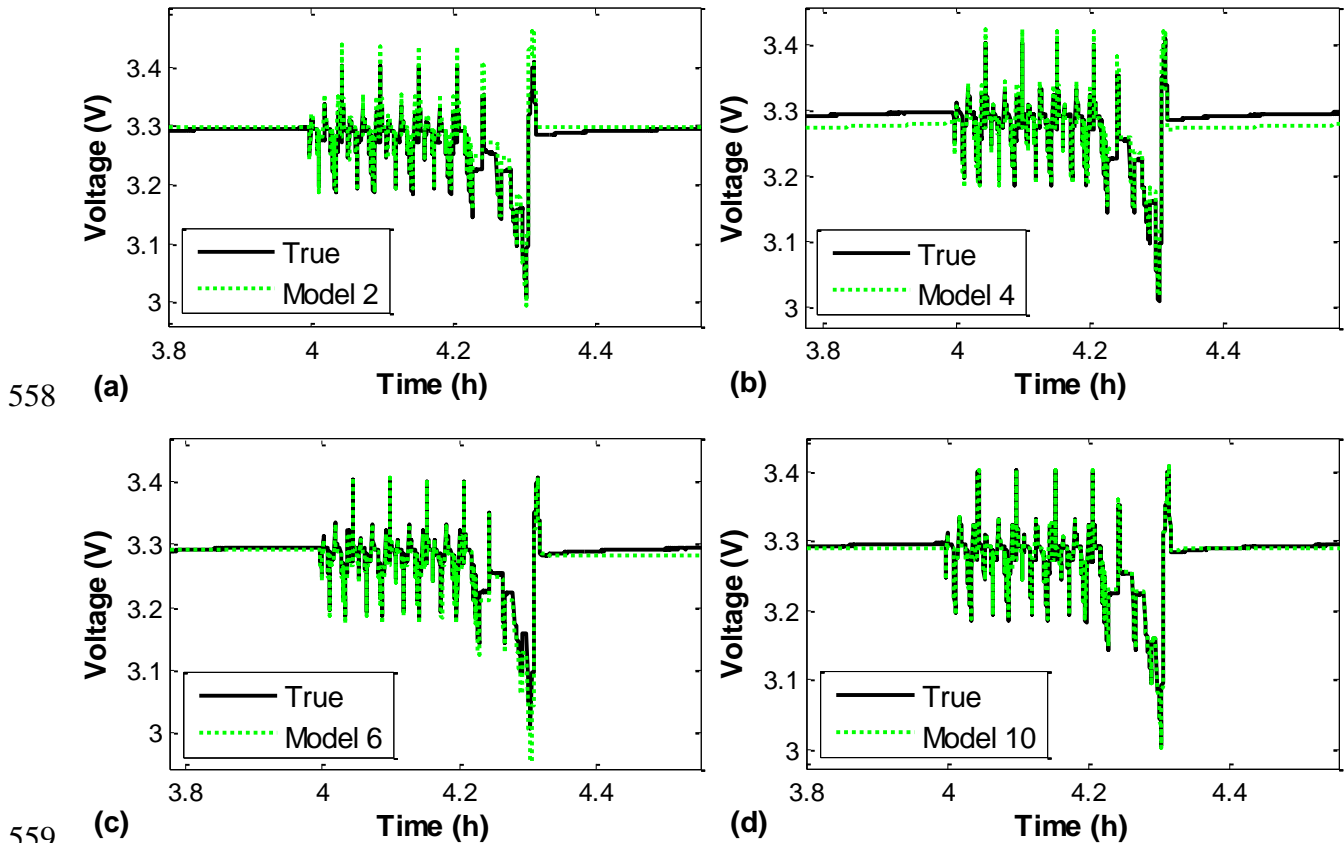 3.4
3.3
3.2
3.1
3
Voltage (V)
True
Model 2
3.8
4
4.2
4.4
Time (h)
558
(a)
3.4
3.3
3.2
3.1
3
Voltage (V)
True
Model 4
3.8
4
4.2
4.4
Time (h)
(b)
3.4
3.3
3.2
3.1
3
Voltage (V)
True
Model 6
3.8
4
4.2
4.4
Time (h)
559
(c)
3.4
3.3
3.2
3.1
3
Voltage (V)
True
Model 10
3.8
4
4.2
4.4
Time (h)
(d)